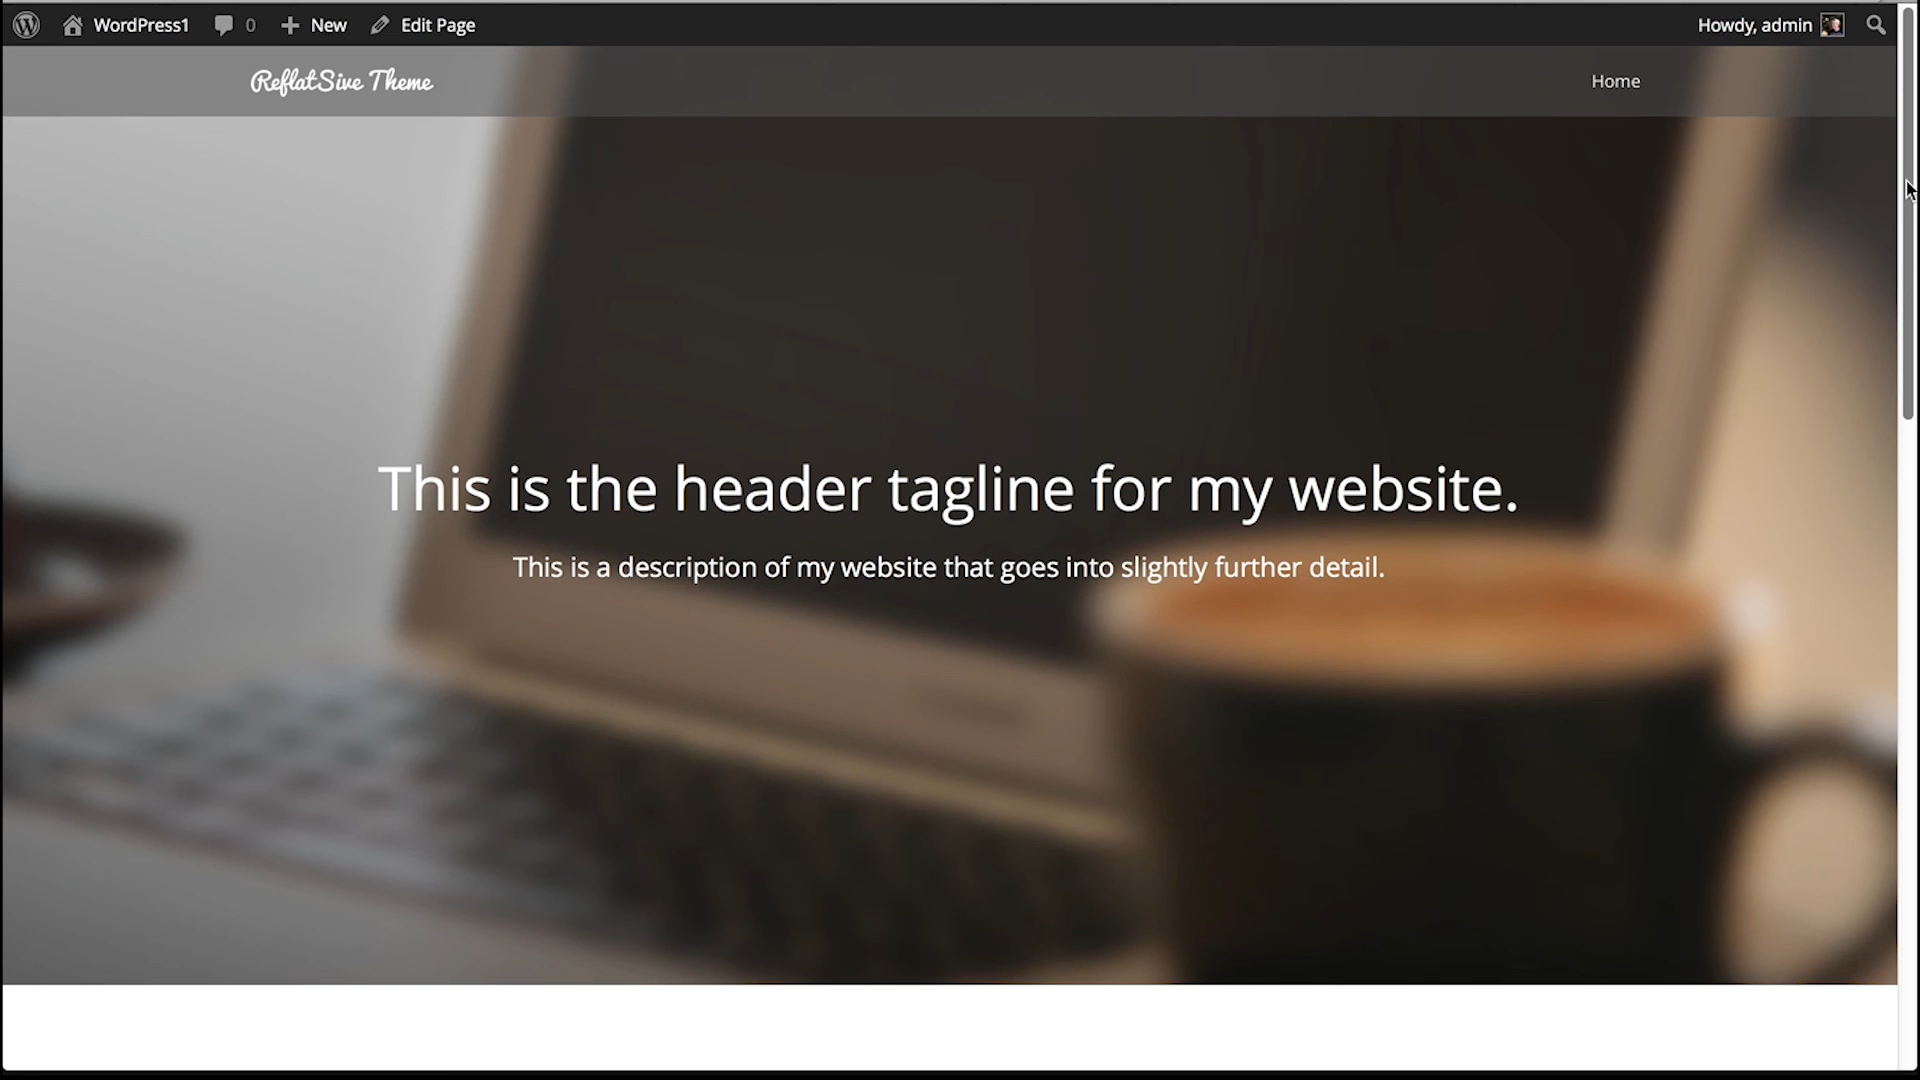 WordPress1 0 New Edit Page Howdy, admin
ReflatSive Theme Home
This is the header tagline for my website.
This is a description of my website that goes into slightly further detail.